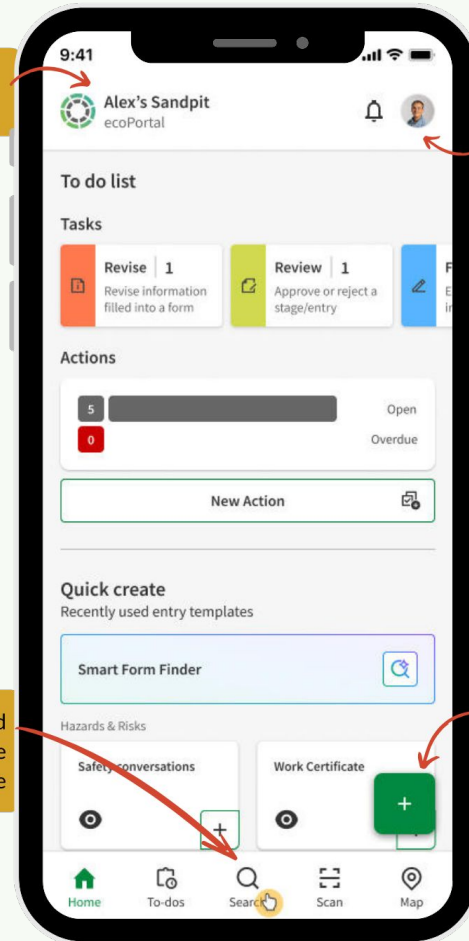 9:41
Alex's Sandpit
ecoPortal
To do list
Tasks
Revise | 1
Revise information
filled into a form
Review | 1
Approve or reject a
stage/entry
F
E
Actions
5
Open
0
Overdue
New Action
Quick create
Recently used entry templates
Smart Form Finder
Hazards & Risks
Safety conversations
Work Certificate
+
+
d
e
e
Home
To-dos
Search
Scan
Map